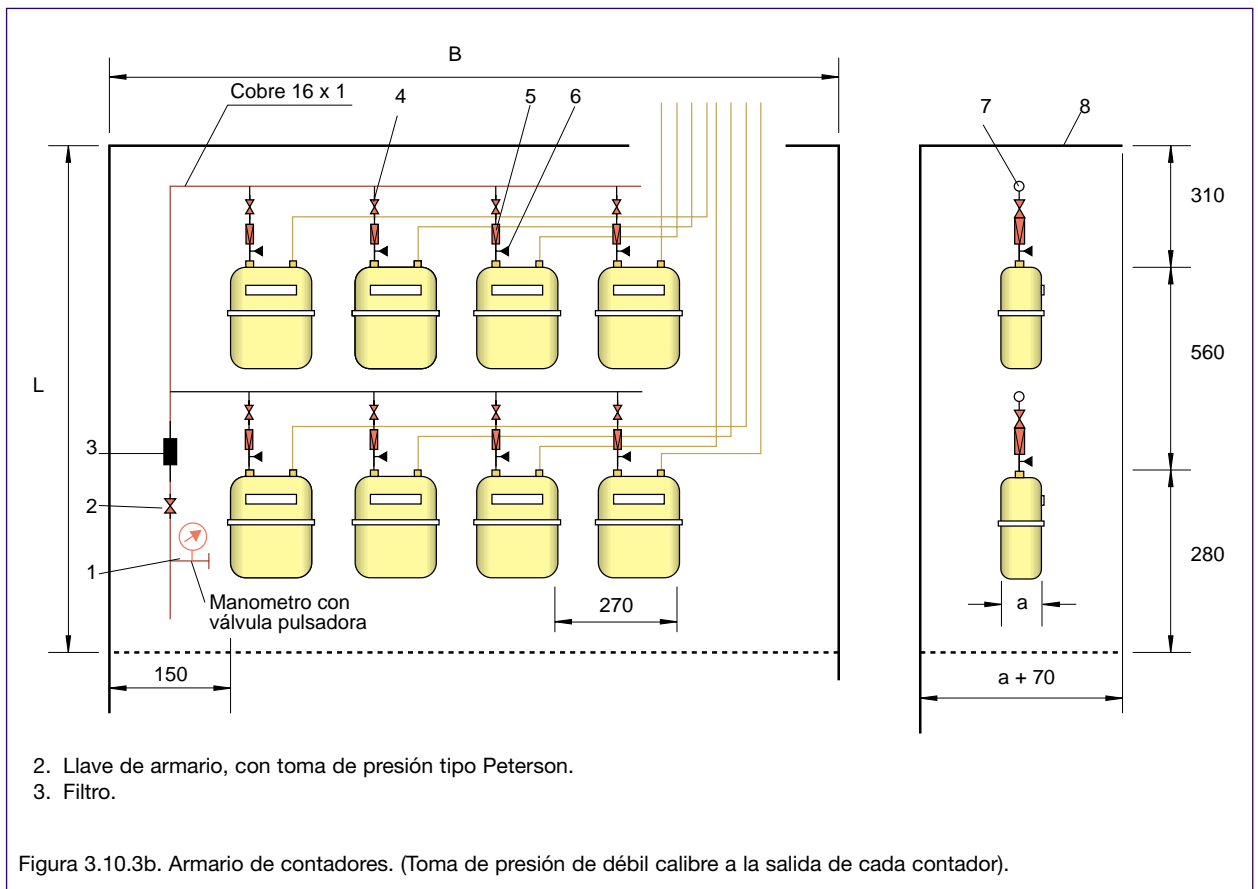 B
Cobre 16 x 1
4
5
6
7
8
310
L
560
3
2
1
280
a
Manometro con
válvula pulsadora
270
150
a + 70
2. Llave de armario, con toma de presión tipo Peterson.
3. Filtro.
Figura 3.10.3b. Armario de contadores. (Toma de presión de débil calibre a la salida de cada contador).